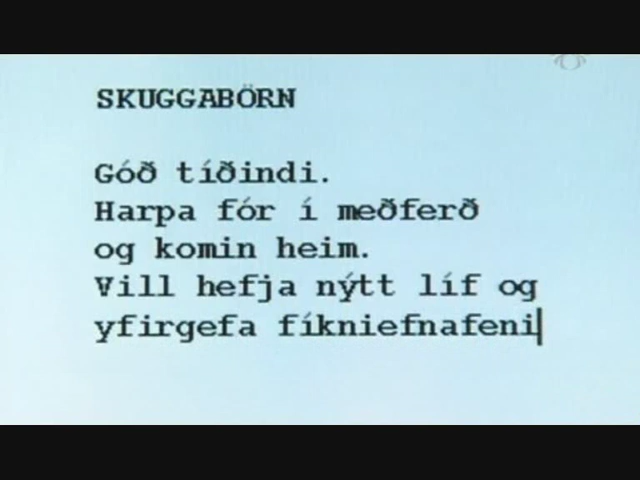 SKUGGABÖRN
Góð tíðindi.
Harpa fór í meðferð
og komin heim.
Vill hefja nýtt líf og
yfirgefa fíkniefnafeni